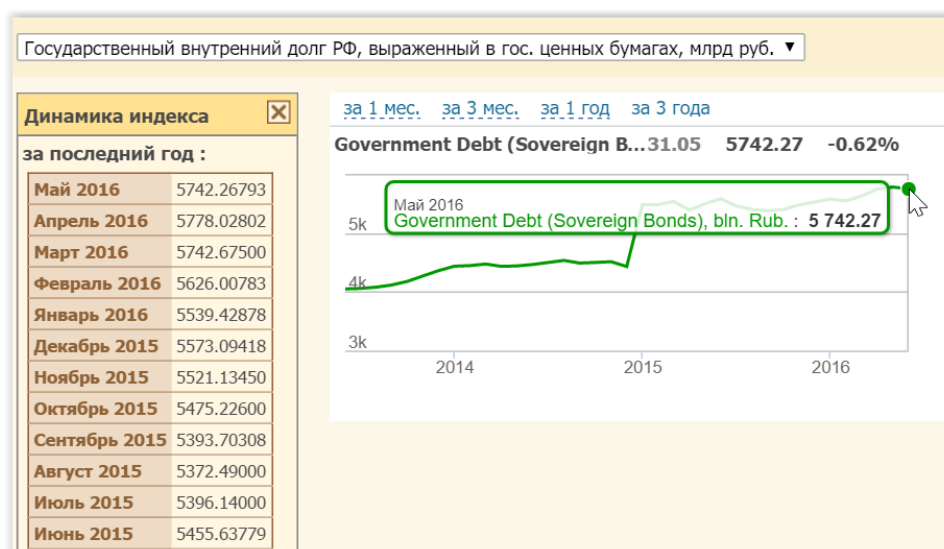 Государственный внутренний долг РФ, выраженный в гос. ценных бумагах, млрд руб. ▼
Динамика индекса
за последний год :
Май 2016 5742.26793
Апрель 2016 5778.02802
Март 2016 5742.67500
Февраль 2016 5626.00783
Январь 2016 5539.42878
Декабрь 2015 5573.09418
Ноябрь 2015 5521.13450
Октябрь 2015 5475.22600
Сентябрь 2015 5393.70308
Август 2015 5372.49000
Июль 2015 5396.14000
Июнь 2015 5455.63779
за 1 мес. за 3 мес. за 1 год за 3 года
Government Debt (Sovereign B... 31.05 5742.27 -0.62%
Май 2016
Government Debt (Sovereign Bonds), bln. Rub. : 5 742.27
5k
4k
3k
2014 2015 2016